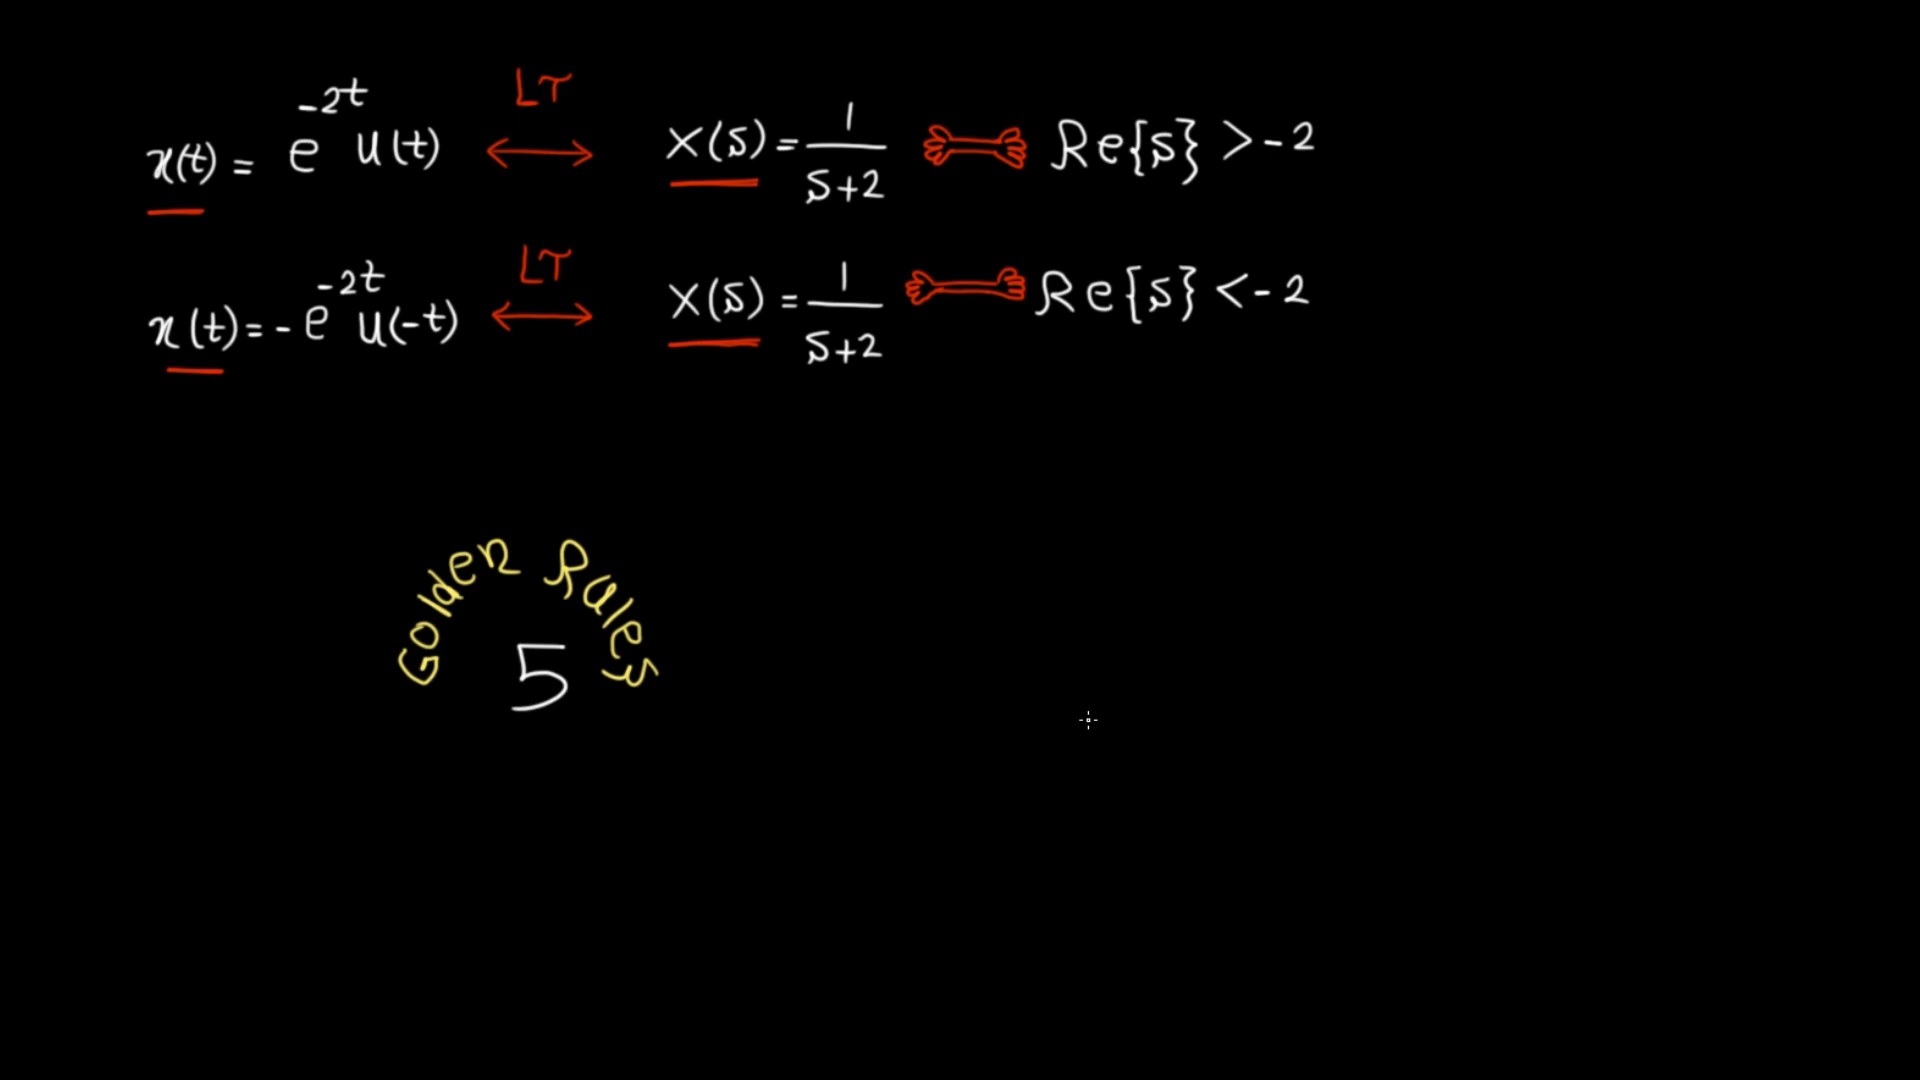 x(t) = e^{-2t} u(t) LT X(s) = 1/(s+2) Re{s} > -2
x(t) = -e^{-2t} u(-t) LT X(s) = 1/(s+2) Re{s} < -2
Golden Rules
5